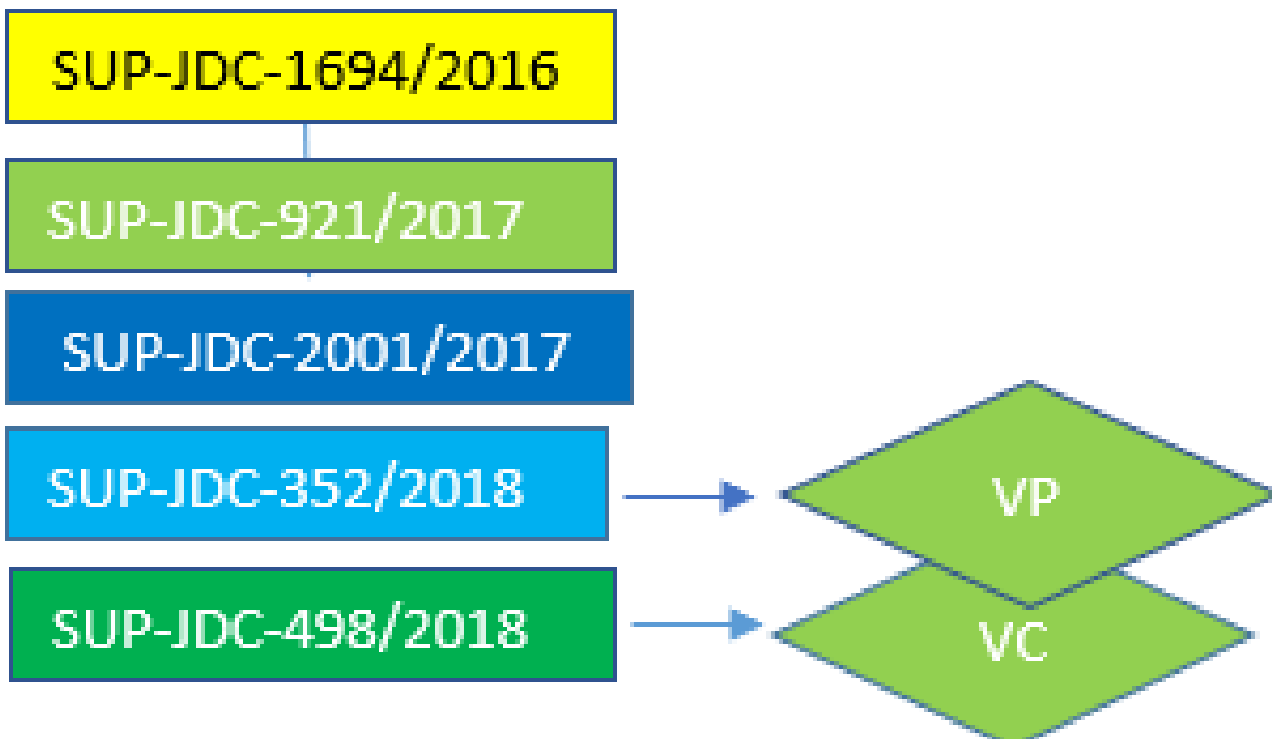 SUP-JDC-1694/2016
SUP-JDC-921/2017
SUP-JDC-2001/2017
SUP-JDC-352/2018
VP
SUP-JDC-498/2018
VC